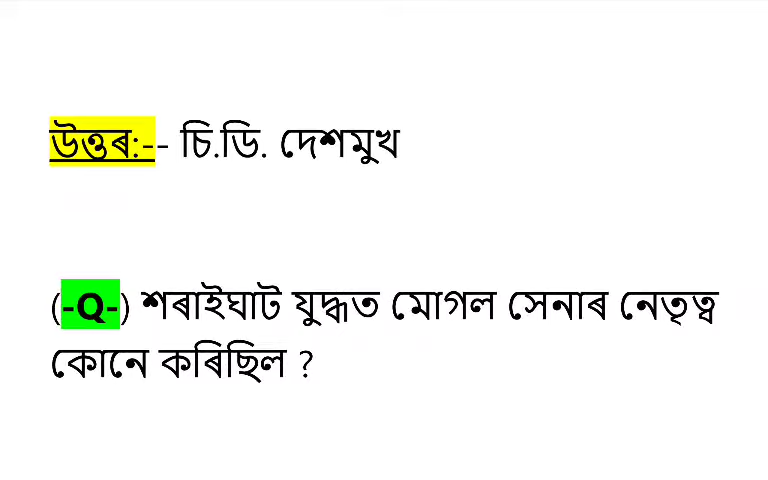 উত্তৰ:-- চি.ডি. দেশমুখ
(-Q-) শৰাইঘাট যুদ্ধত মোগল সেনাৰ নেতৃত্ব
কোনে কৰিছিল ?